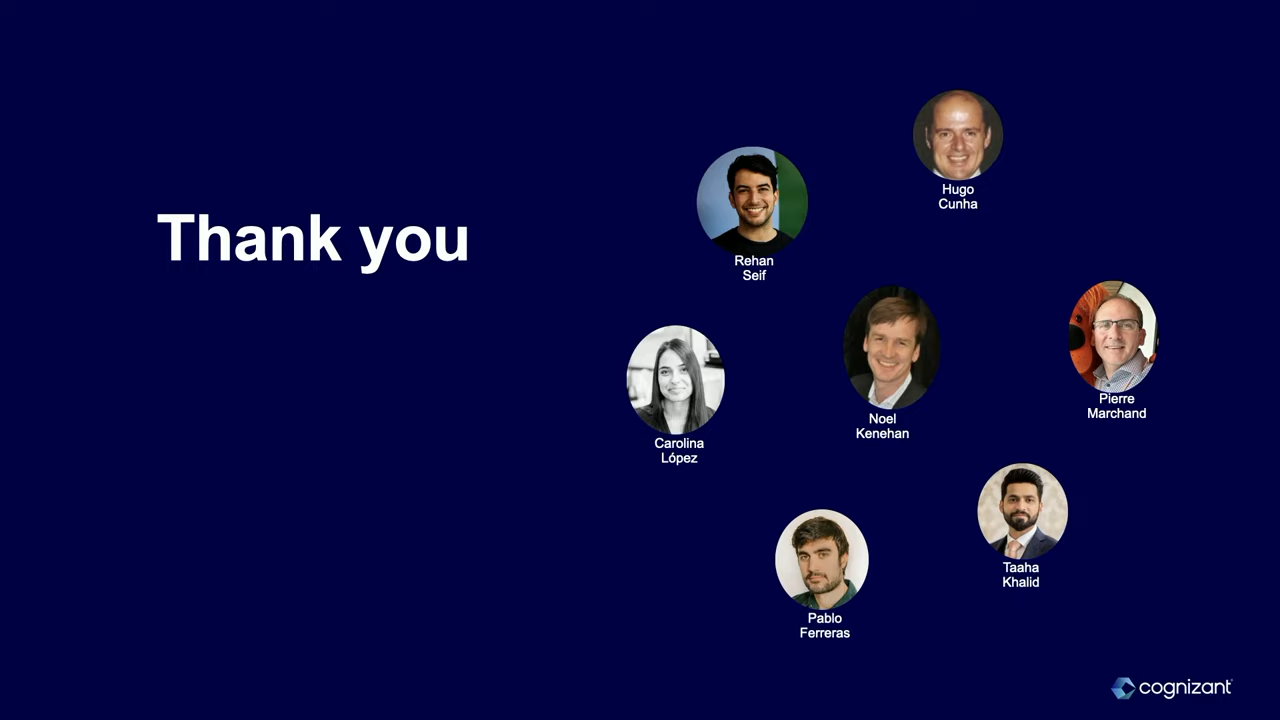 Thank you
Hugo
Cunha
Rehan
Seif
Pierre
Marchand
Noel
Kenehan
Carolina
López
Taaha
Khalid
Pablo
Ferreras
cognizant